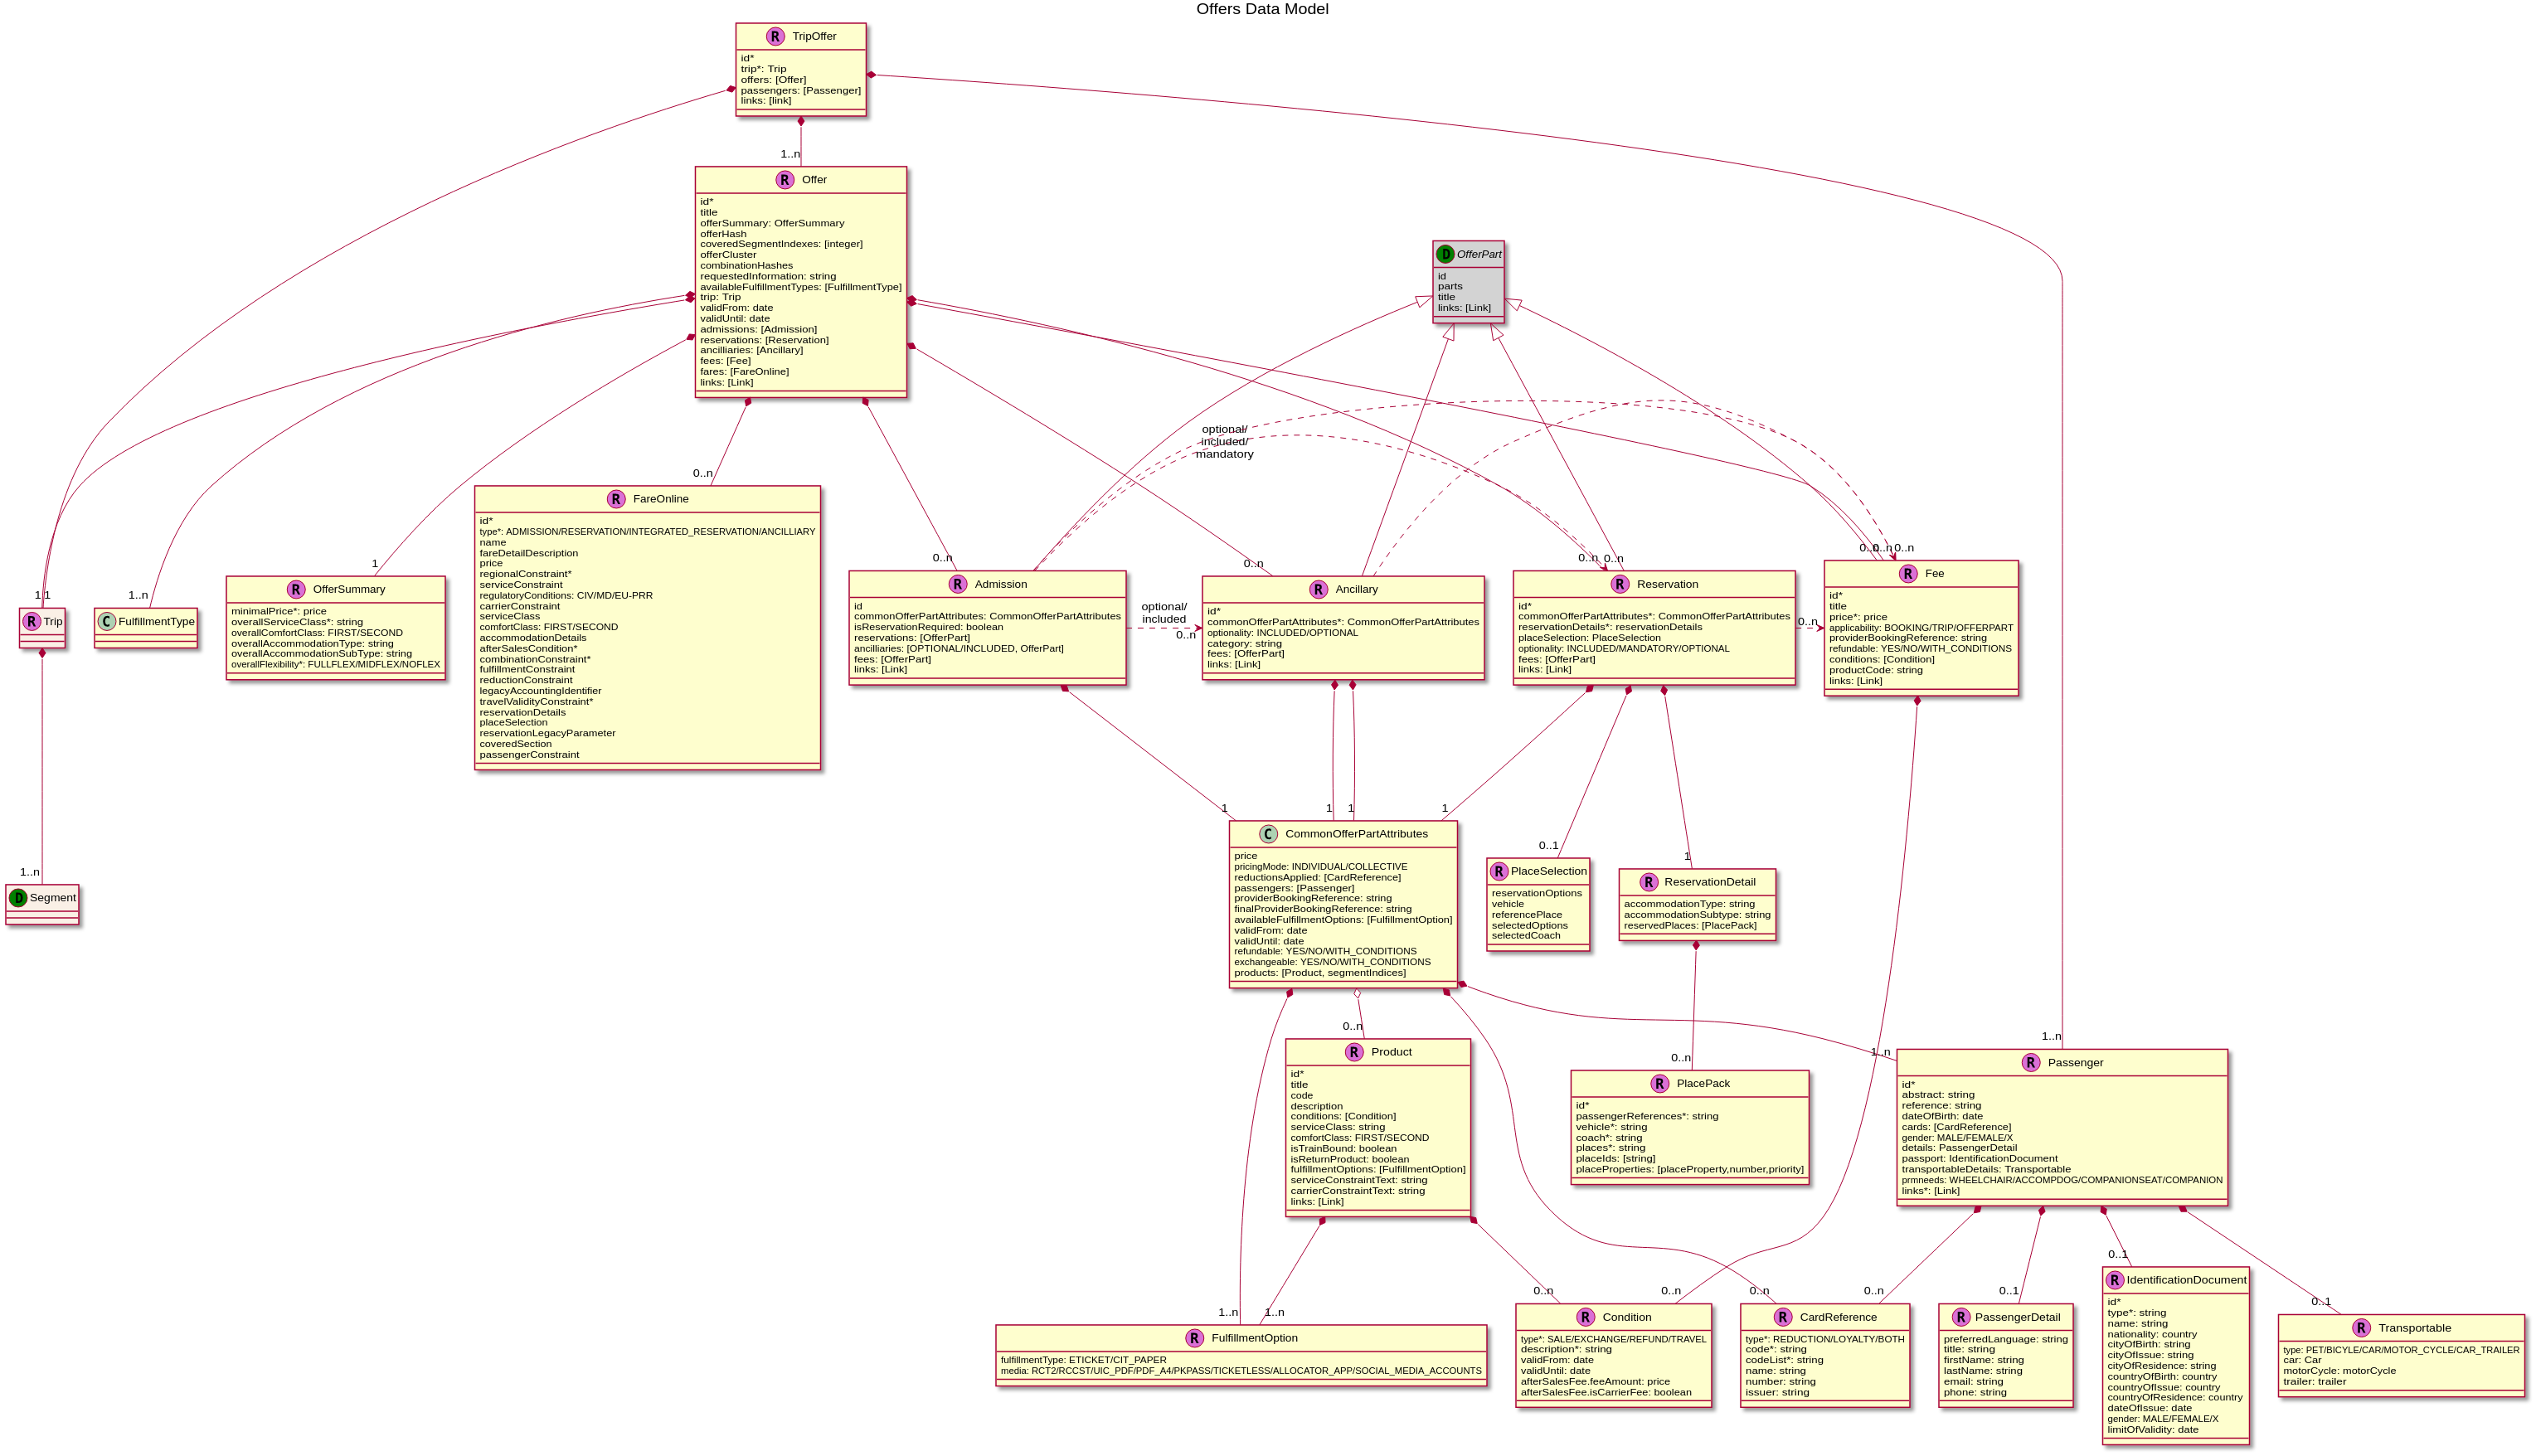 Offers Data Model
R TripOffer
id*
trip*: Trip
offers: [Offer]
passengers: [Passenger]
links: [link]
1..n
R Offer
id*
title
offerSummary: OfferSummary
offerHash
coveredSegmentIndexes: [integer]
offerCluster
combinationHashes
requestedInformation: string
availableFulfillmentTypes: [FulfillmentType]
trip: Trip
validFrom: date
validUntil: date
admissions: [Admission]
reservations: [Reservation]
ancilliaries: [Ancillary]
fees: [Fee]
fares: [FareOnline]
links: [Link]
D OfferPart
id
parts
title
links: [Link]
optional/
included/
mandatory
0..n
R FareOnline
id*
type*: ADMISSION/RESERVATION/INTEGRATED_RESERVATION/ANCILLIARY
name
fareDetailDescription
price
regionalConstraint*
serviceConstraint
regulatoryConditions: CIV/MD/EU-PRR
carrierConstraint
serviceClass
comfortClass: FIRST/SECOND
accommodationDetails
afterSalesCondition*
combinationConstraint*
fulfillmentConstraint
reductionConstraint
legacyAccountingIdentifier
travelValidityConstraint*
reservationDetails
placeSelection
reservationLegacyParameter
coveredSection
passengerConstraint
1 1
R Trip
1..n
C FulfillmentType
1
R OfferSummary
minimalPrice*: price
overallServiceClass*: string
overallComfortClass: FIRST/SECOND
overallAccommodationType: string
overallAccommodationSubType: string
overallFlexibility*: FULLFLEX/MIDFLEX/NOFLEX
0..n
R Admission
id
commonOfferPartAttributes: CommonOfferPartAttributes
isReservationRequired: boolean
reservations: [OfferPart]
ancilliaries: [OPTIONAL/INCLUDED, OfferPart]
fees: [OfferPart]
links: [Link]
optional/
included
0..n
0..n
R Ancillary
id*
commonOfferPartAttributes*: CommonOfferPartAttributes
optionality: INCLUDED/OPTIONAL
category: string
fees: [OfferPart]
links: [Link]
0..n 0..n
R Reservation
id*
commonOfferPartAttributes*: CommonOfferPartAttributes
reservationDetails*: reservationDetails
placeSelection: PlaceSelection
optionality: INCLUDED/MANDATORY/OPTIONAL
fees: [OfferPart]
links: [Link]
0..n
0..n 0..n 0..n
R Fee
id*
title
price*: price
applicability: BOOKING/TRIP/OFFERPART
providerBookingReference: string
refundable: YES/NO/WITH_CONDITIONS
conditions: [Condition]
productCode: string
links: [Link]
1..n
D Segment
1 1 1 1
C CommonOfferPartAttributes
price
pricingMode: INDIVIDUAL/COLLECTIVE
reductionsApplied: [CardReference]
passengers: [Passenger]
providerBookingReference: string
finalProviderBookingReference: string
availableFulfillmentOptions: [FulfillmentOption]
validFrom: date
validUntil: date
refundable: YES/NO/WITH_CONDITIONS
exchangeable: YES/NO/WITH_CONDITIONS
products: [Product, segmentIndices]
0..1
R PlaceSelection
reservationOptions
vehicle
referencePlace
selectedOptions
selectedCoach
1
R ReservationDetail
accommodationType: string
accommodationSubtype: string
reservedPlaces: [PlacePack]
0..n
R Product
id*
title
code
description
conditions: [Condition]
serviceClass: string
comfortClass: FIRST/SECOND
isTrainBound: boolean
isReturnProduct: boolean
fulfillmentOptions: [FulfillmentOption]
serviceConstraintText: string
carrierConstraintText: string
links: [Link]
0..n
R PlacePack
id*
passengerReferences*: string
vehicle*: string
coach*: string
places*: string
placeIds: [string]
placeProperties: [placeProperty,number,priority]
1..n
1..n
R Passenger
id*
abstract: string
reference: string
dateOfBirth: date
cards: [CardReference]
gender: MALE/FEMALE/X
details: PassengerDetail
passport: IdentificationDocument
transportableDetails: Transportable
prmneeds: WHEELCHAIR/ACCOMPDOG/COMPANIONSEAT/COMPANION
links*: [Link]
1..n 1..n
R FulfillmentOption
fulfillmentType: ETICKET/CIT_PAPER
media: RCT2/RCCST/UIC_PDF/PDF_A4/PKPASS/TICKETLESS/ALLOCATOR_APP/SOCIAL_MEDIA_ACCOUNTS
0..n 0..n
R Condition
type*: SALE/EXCHANGE/REFUND/TRAVEL
description*: string
validFrom: date
validUntil: date
afterSalesFee.feeAmount: price
afterSalesFee.isCarrierFee: boolean
0..n 0..n
R CardReference
type*: REDUCTION/LOYALTY/BOTH
code*: string
codeList*: string
name: string
number: string
issuer: string
0..1
R PassengerDetail
preferredLanguage: string
title: string
firstName: string
lastName: string
email: string
phone: string
0..1
R IdentificationDocument
id*
type*: string
name: string
nationality: country
cityOfBirth: string
cityOfIssue: string
cityOfResidence: string
countryOfBirth: country
countryOfIssue: country
countryOfResidence: country
dateOfIssue: date
gender: MALE/FEMALE/X
limitOfValidity: date
0..1
R Transportable
type: PET/BICYLE/CAR/MOTOR_CYCLE/CAR_TRAILER
car: Car
motorCycle: motorCycle
trailer: trailer